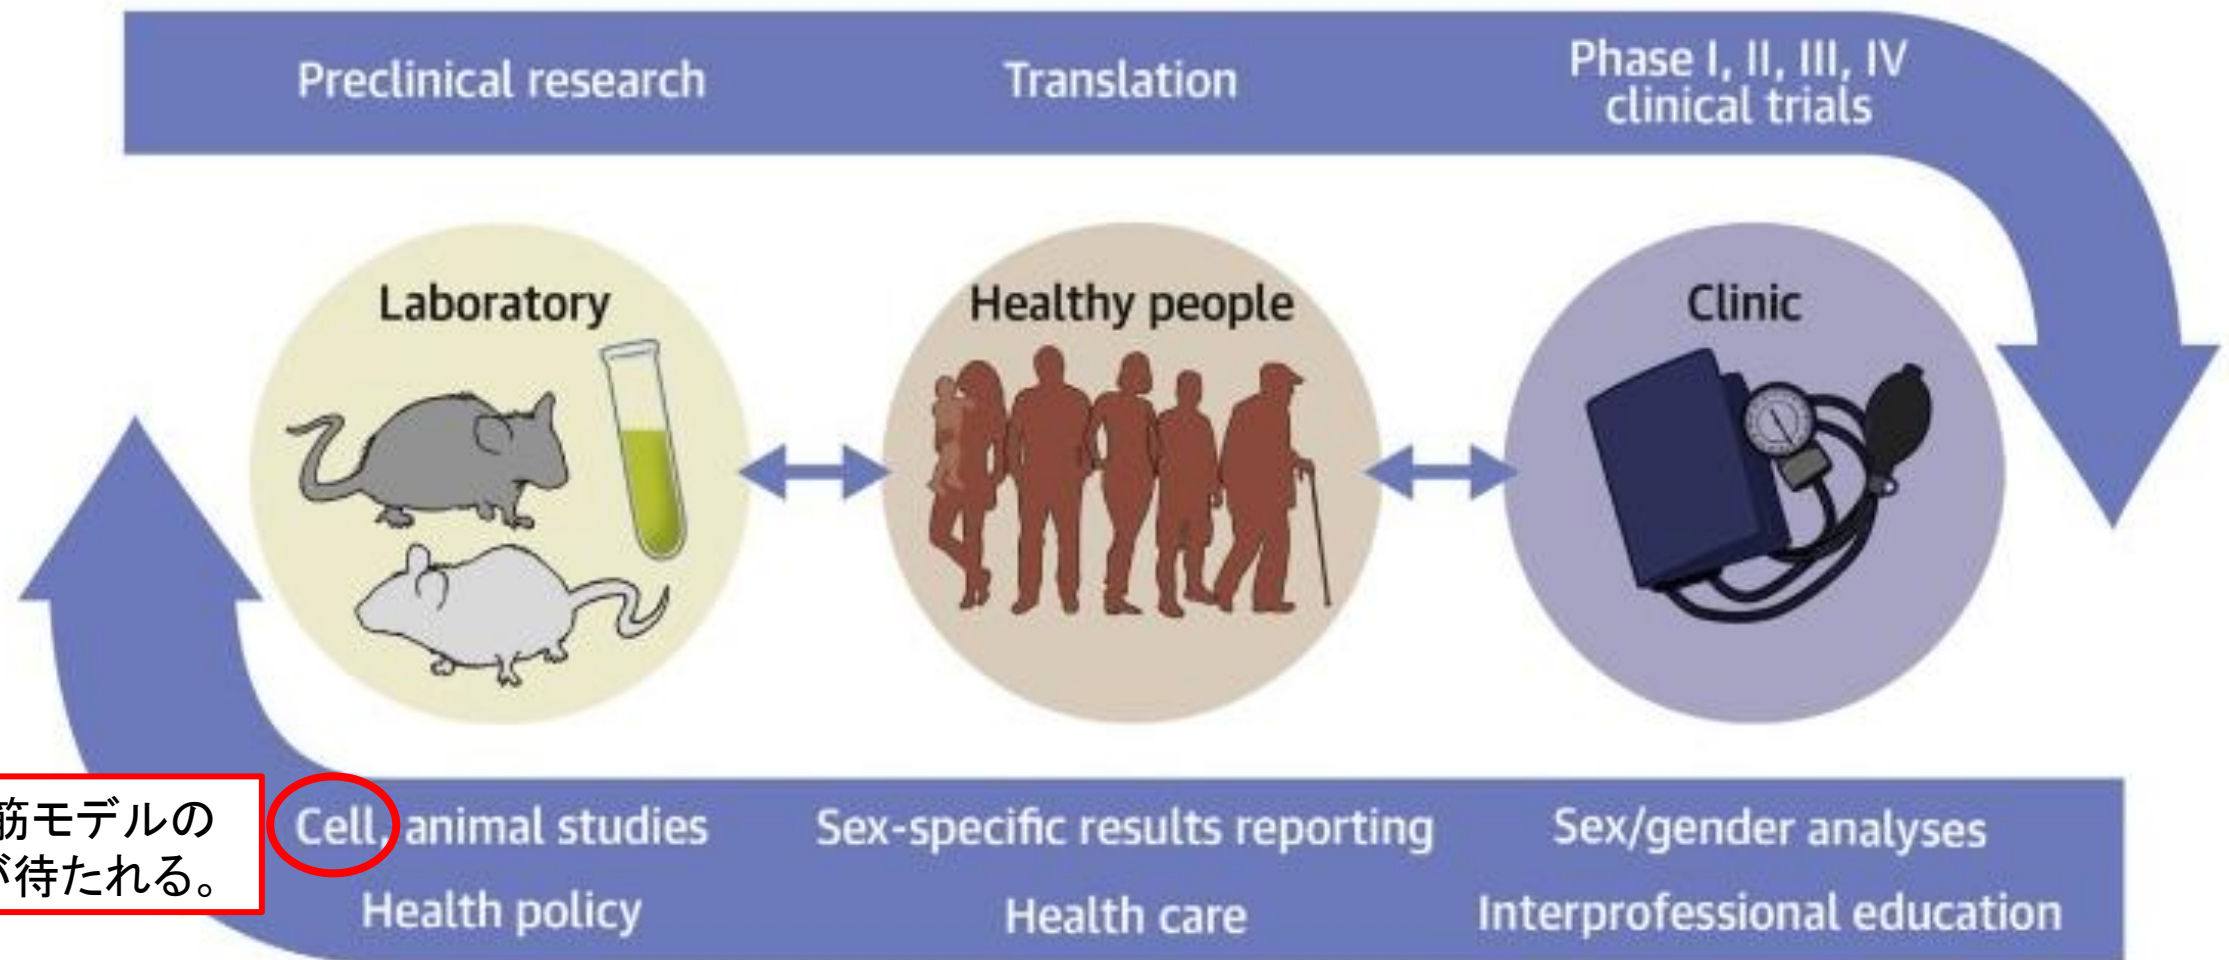 Preclinical research
Translation
Phase I, II, III, IV
clinical trials
Laboratory
Healthy people
Clinic
筋モデルの
が待たれる。
Cell, animal studies
Sex-specific results reporting
Sex/gender analyses
Health policy
Health care
Interprofessional education